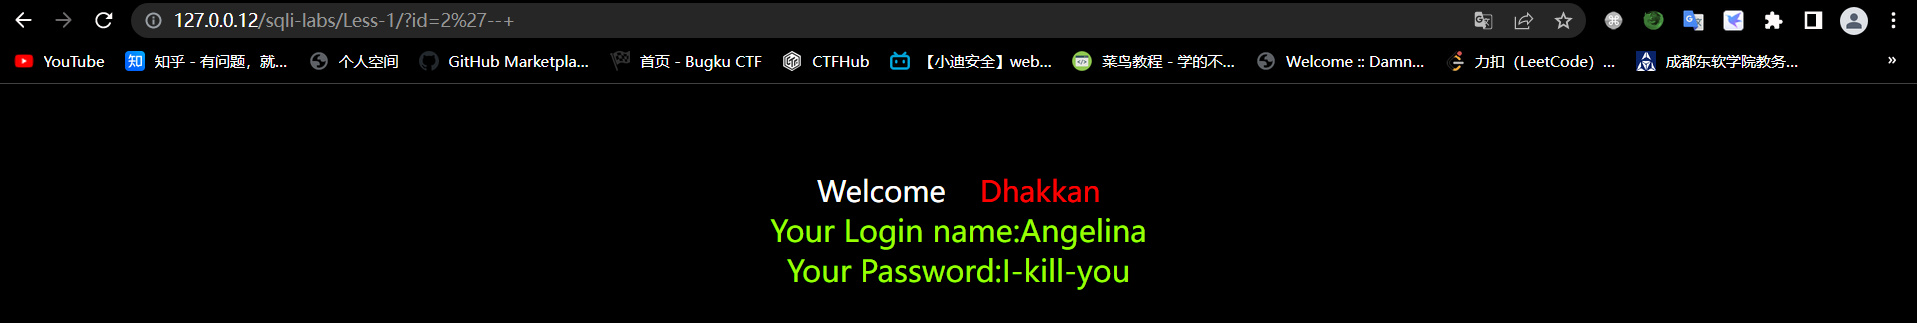 127.0.0.12/sqli-labs/Less-1/?id=2%27--+
YouTube 知 知乎 - 有问题，就... 个人空间 GitHub Marketpla... 首页 - Bugku CTF CTFHub 【小迪安全】web... 菜鸟教程 - 学的不... Welcome :: Damn... 力扣（LeetCode）... 成都东软学院教务... »
Welcome Dhakkan
Your Login name:Angelina
Your Password:I-kill-you